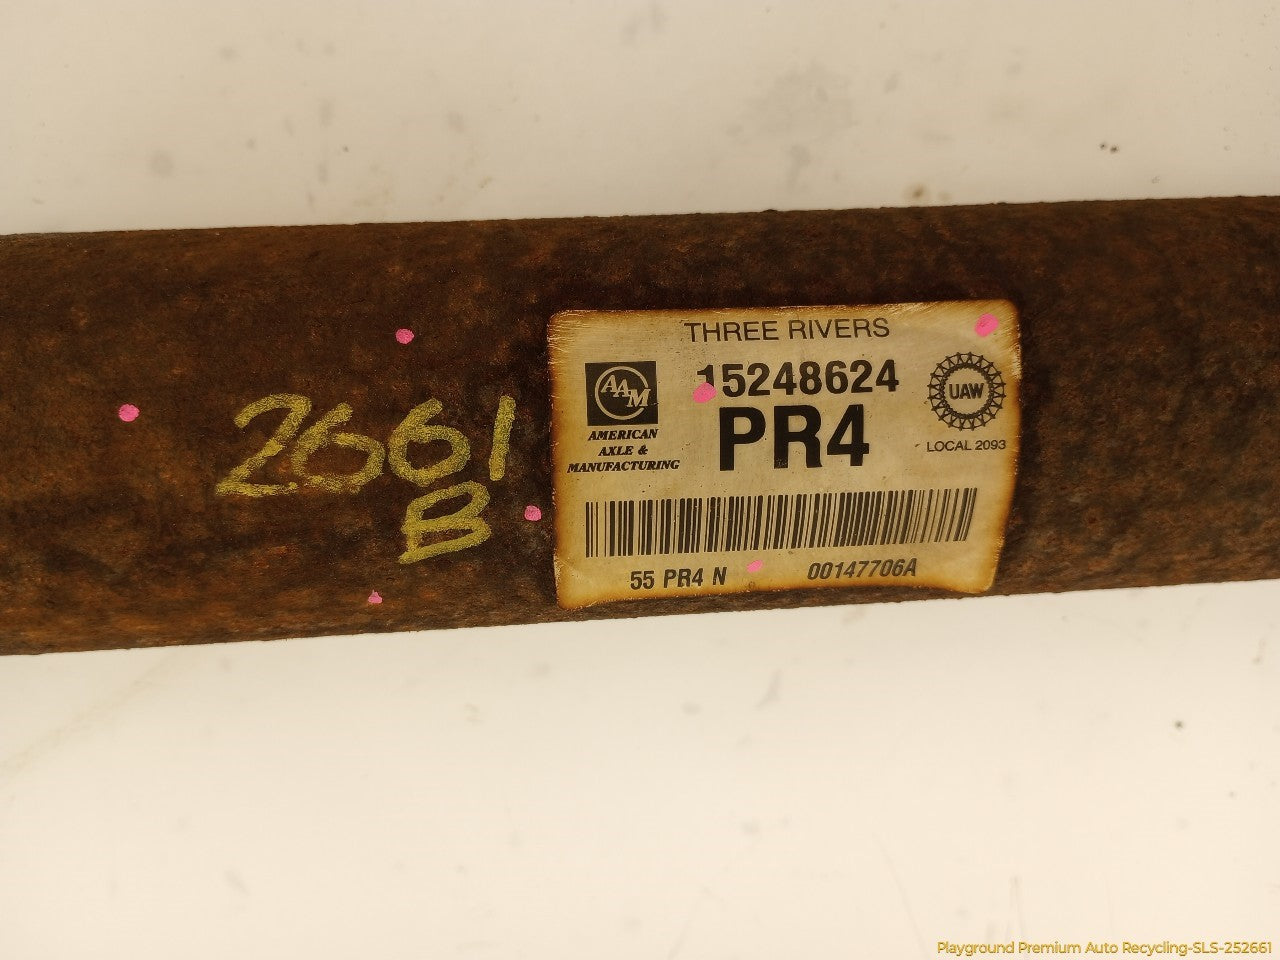 2661
B
THREE RIVERS
AAM
AMERICAN
AXLE &
MANUFACTURING
15248624
PR4
UAW
LOCAL 2093
55 PR4 N
00147706A
Playground Premium Auto Recycling-SLS-252661